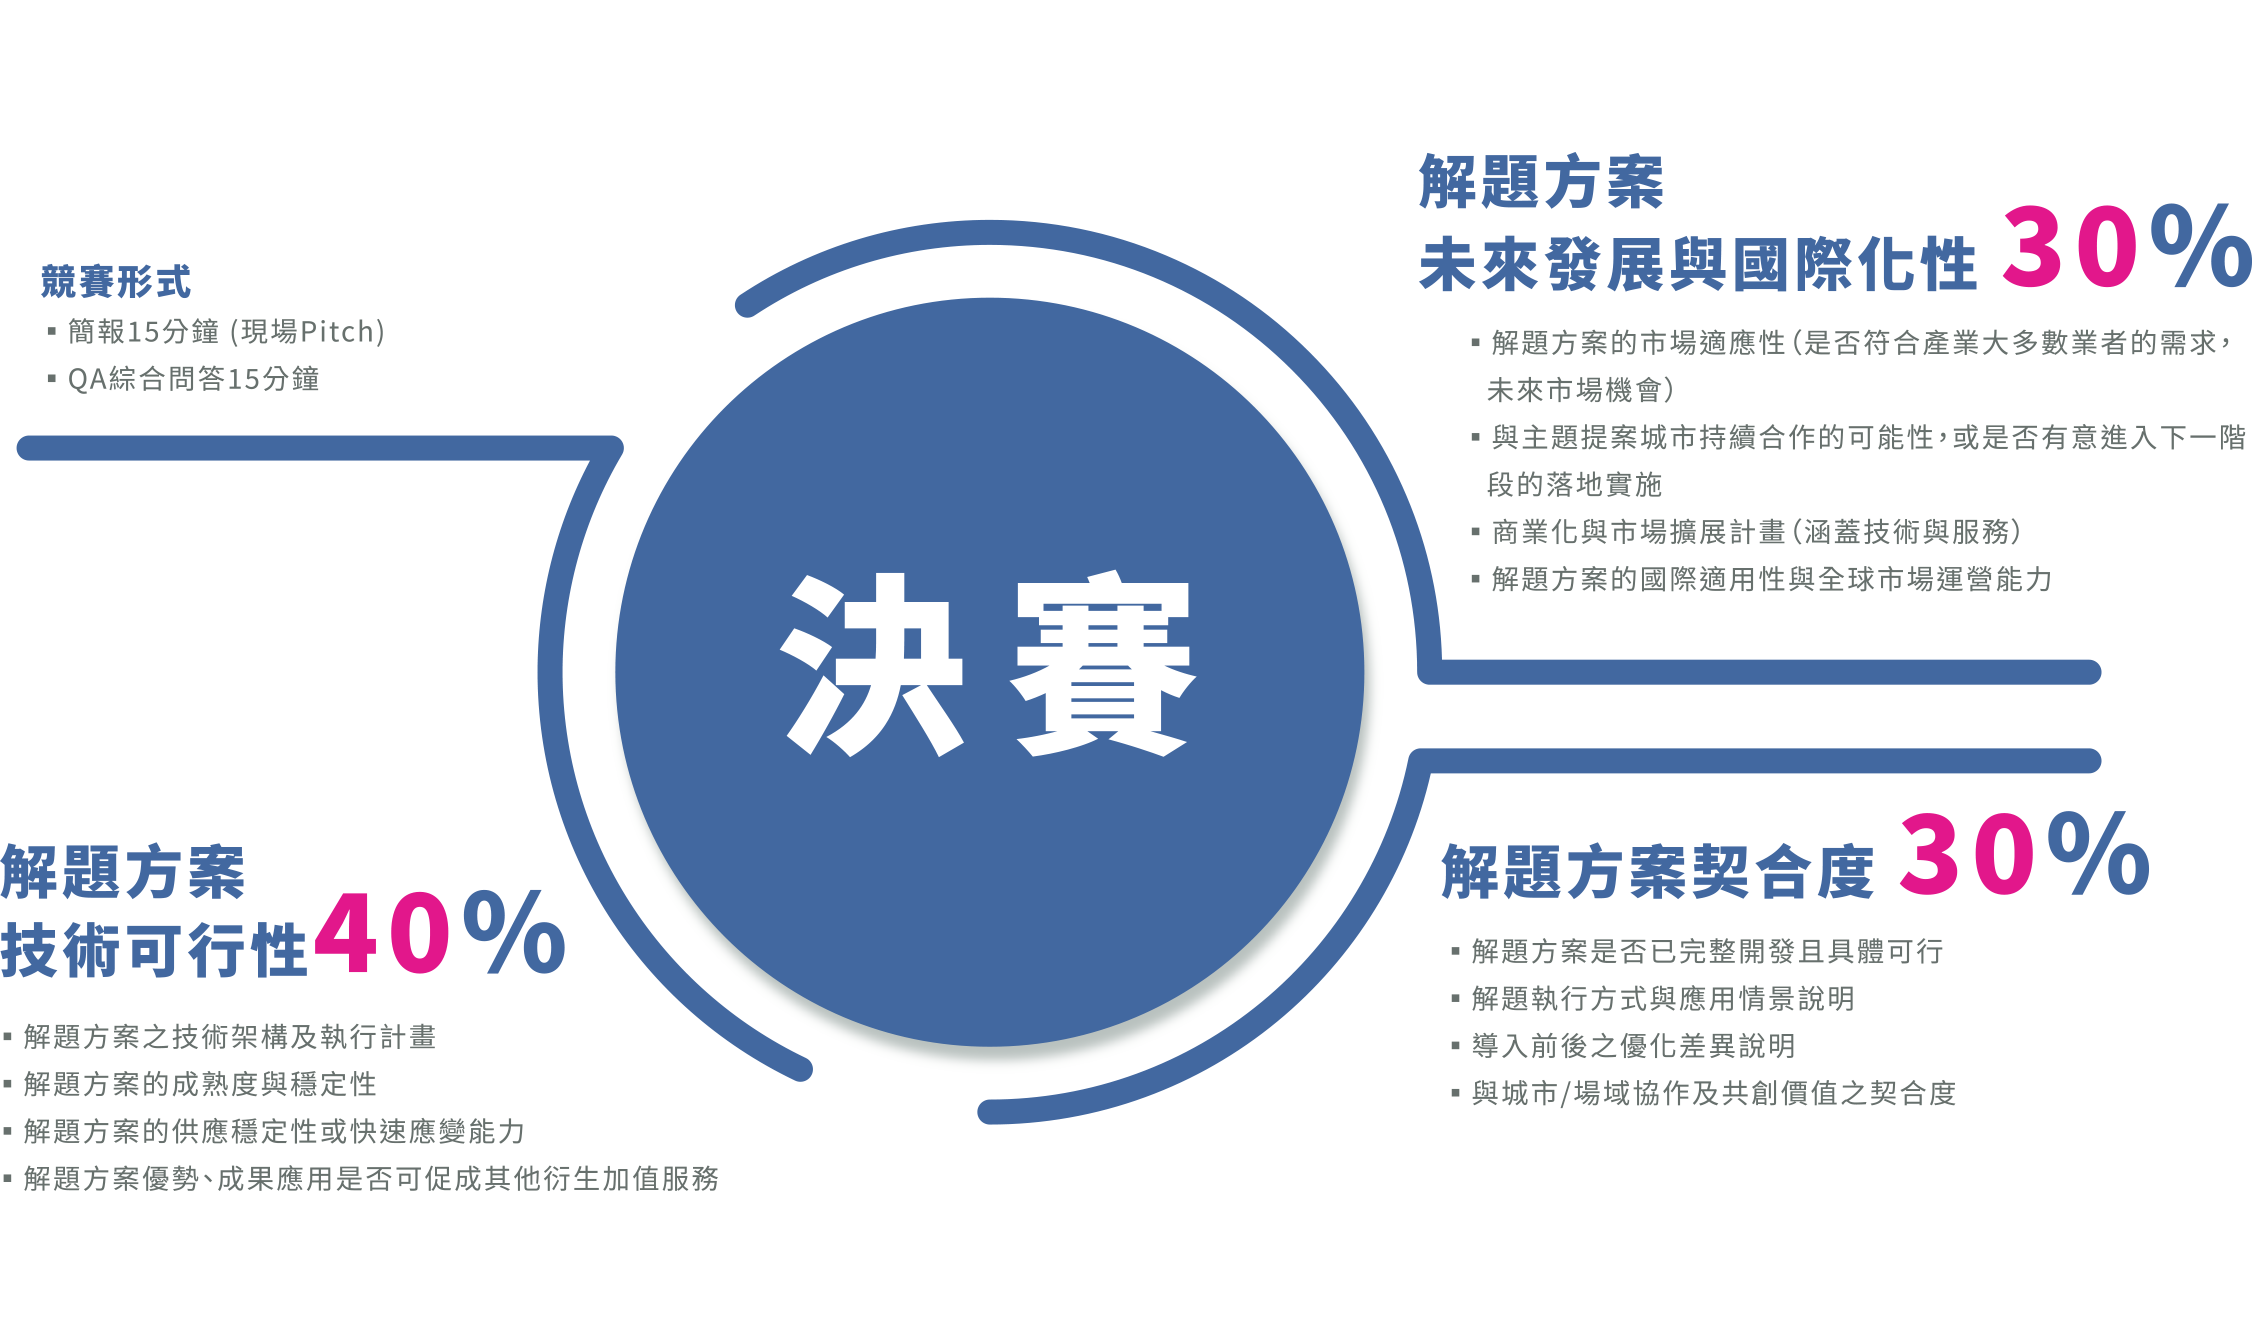 競賽形式
▪ 簡報15分鐘 (現場Pitch)
▪ QA綜合問答15分鐘
決賽
解題方案
未來發展與國際化性 30%
▪ 解題方案的市場適應性（是否符合產業大多數業者的需求，
未來市場機會）
▪ 與主題提案城市持續合作的可能性，或是否有意進入下一階
段的落地實施
▪ 商業化與市場擴展計畫（涵蓋技術與服務）
▪ 解題方案的國際適用性與全球市場運營能力
解題方案
技術可行性40%
▪ 解題方案之技術架構及執行計畫
▪ 解題方案的成熟度與穩定性
▪ 解題方案的供應穩定性或快速應變能力
▪ 解題方案優勢、成果應用是否可促成其他衍生加值服務
解題方案契合度 30%
▪ 解題方案是否已完整開發且具體可行
▪ 解題執行方式與應用情景說明
▪ 導入前後之優化差異說明
▪ 與城市/場域協作及共創價值之契合度